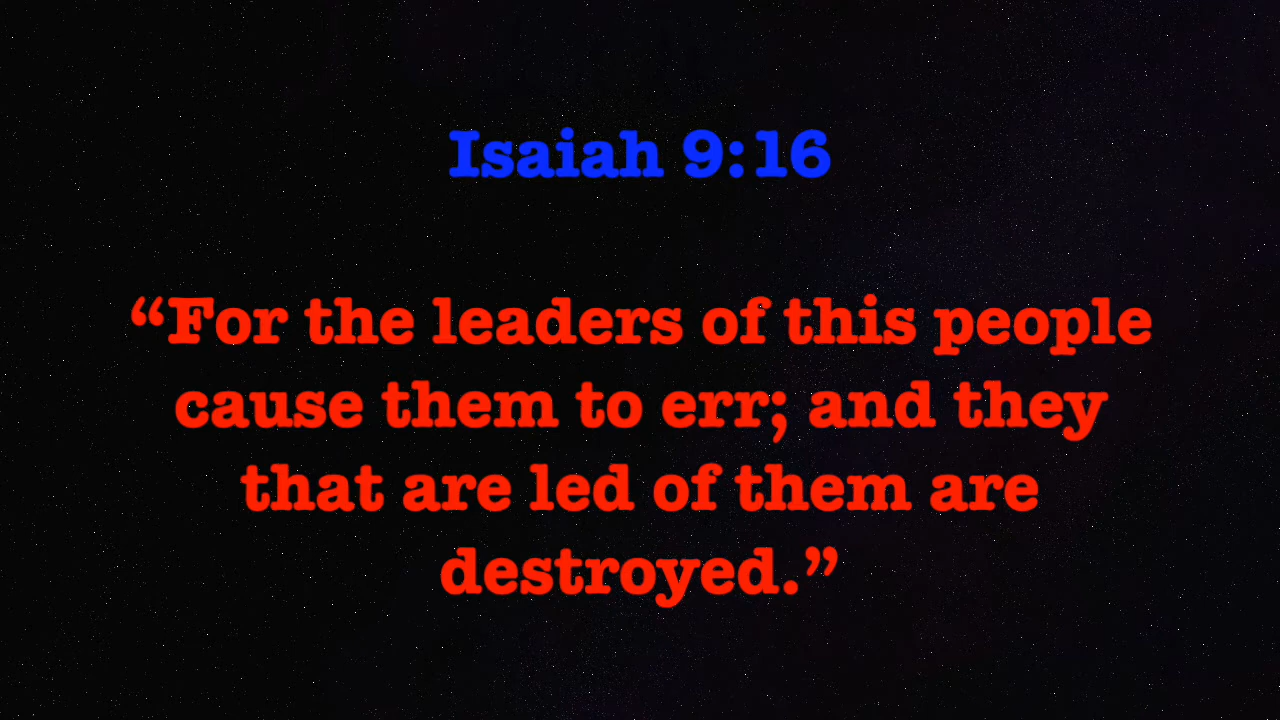 Isaiah 9:16
“For the leaders of this people
cause them to err; and they
that are led of them are
destroyed.”